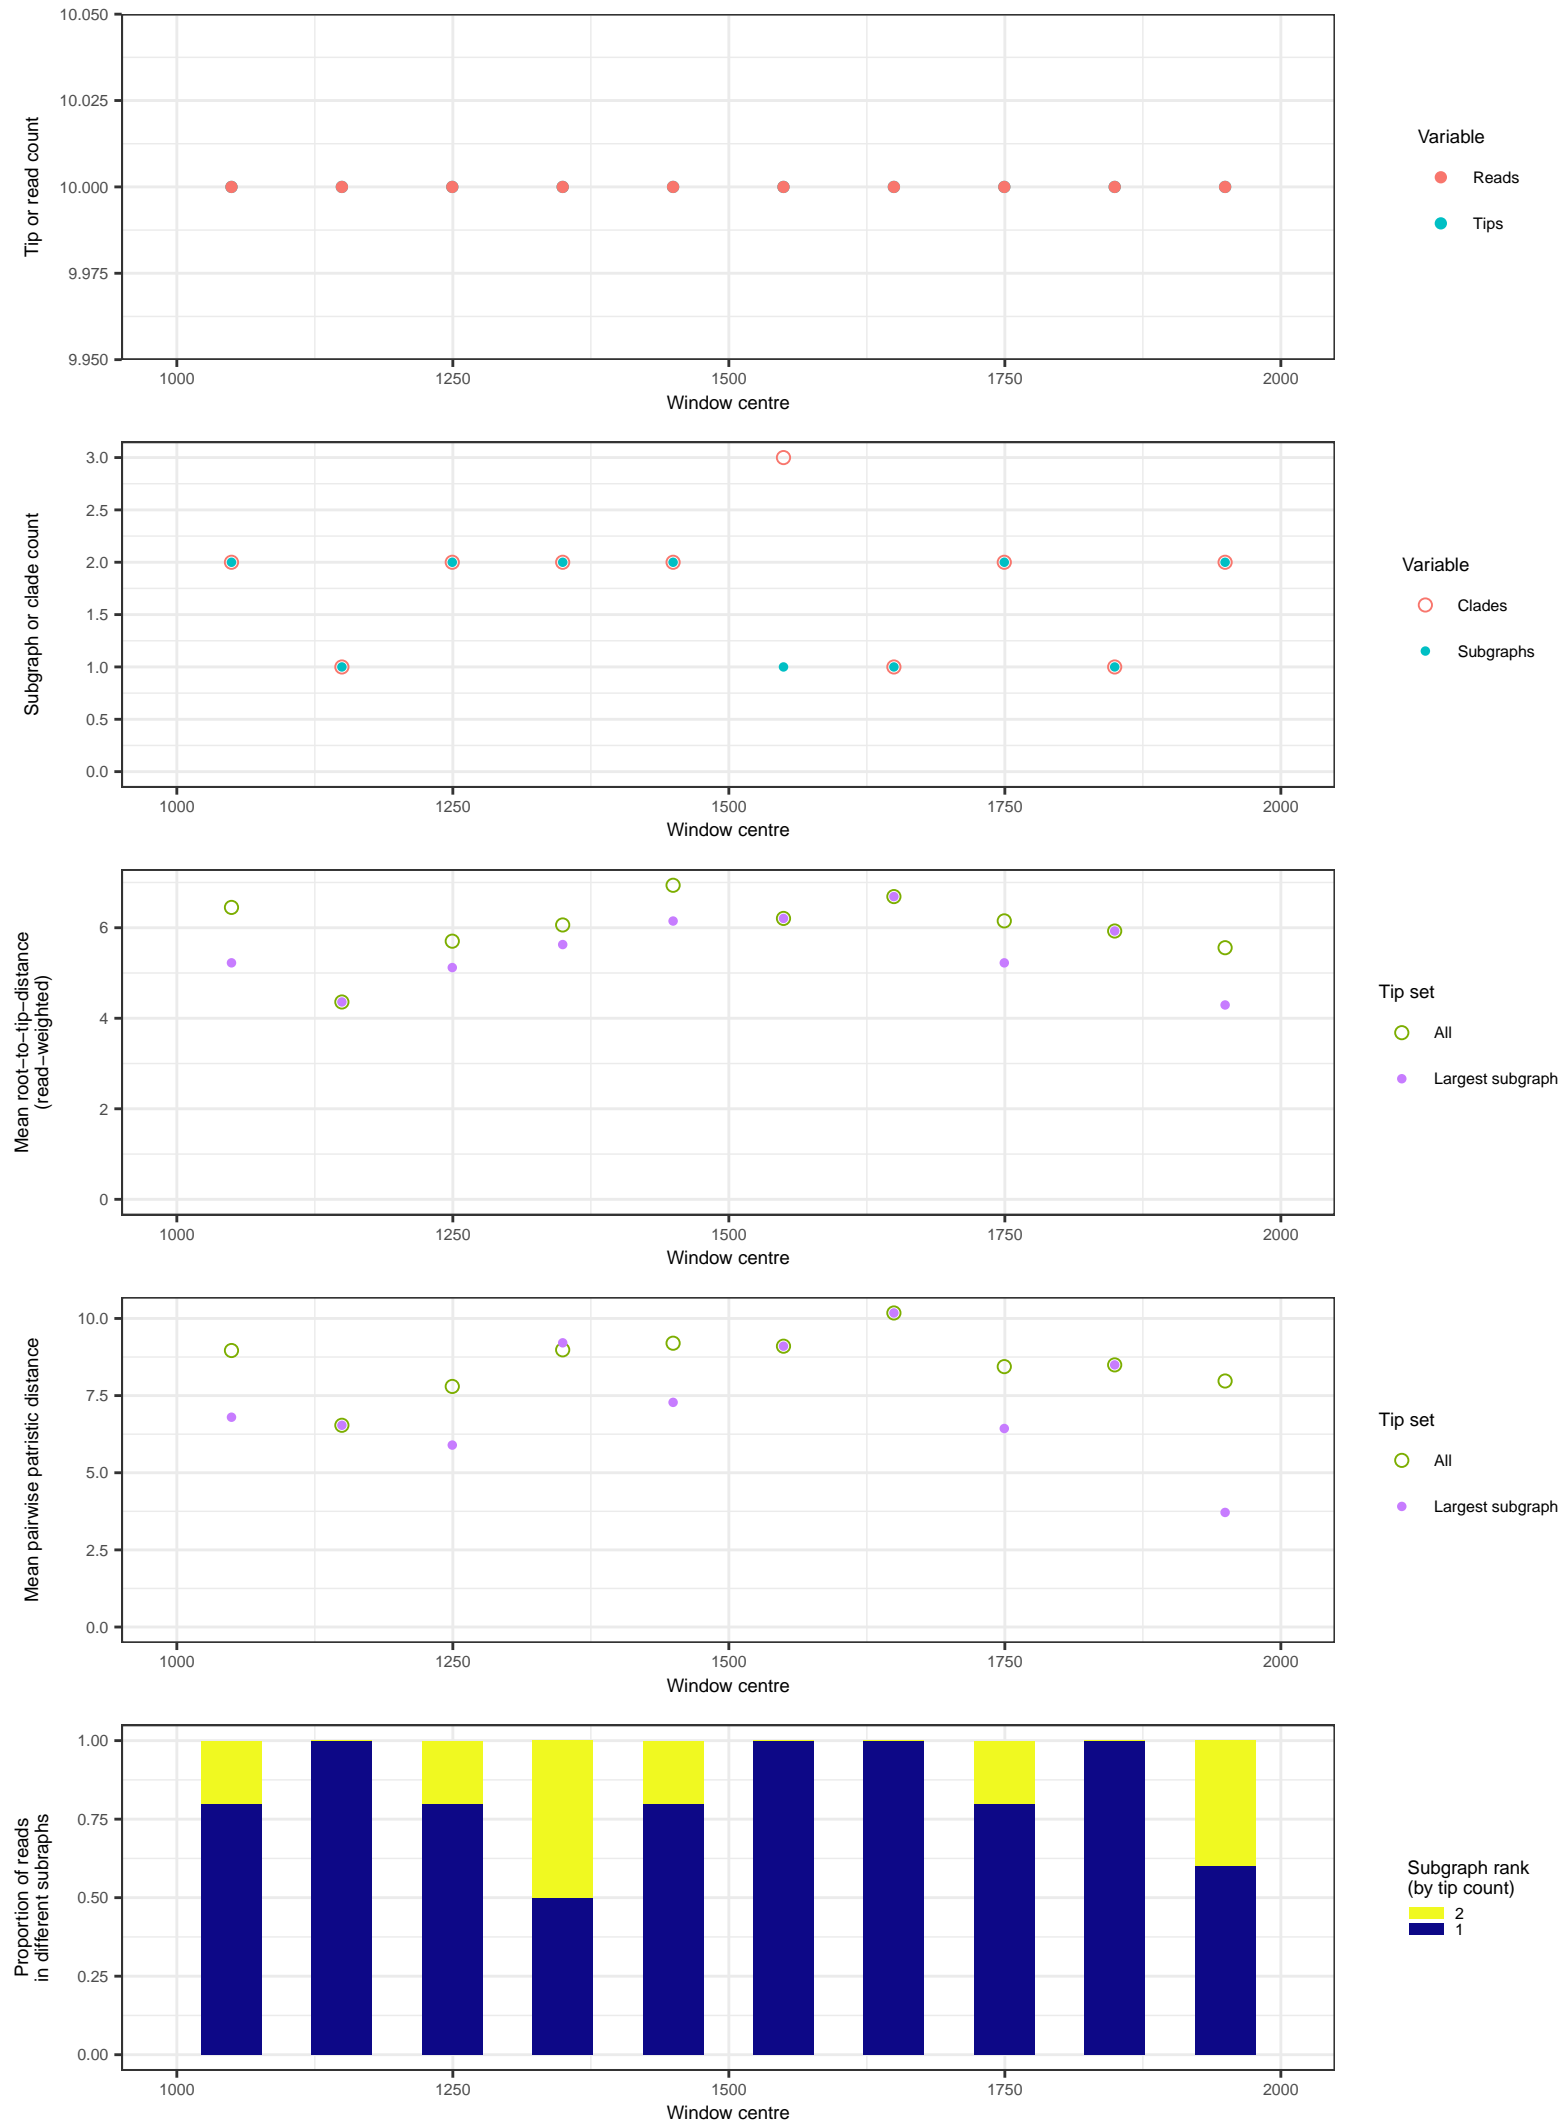 10.050
10.025
10.000
9.975
9.950
Tip or read count
1000 1250 1500 1750 2000
Window centre
Variable
Reads
Tips
3.0
2.5
2.0
1.5
1.0
0.5
0.0
Subgraph or clade count
1000 1250 1500 1750 2000
Window centre
Variable
Clades
Subgraphs
6
4
2
0
Mean root−to−tip−distance
(read−weighted)
1000 1250 1500 1750 2000
Window centre
Tip set
All
Largest subgraph
10.0
7.5
5.0
2.5
0.0
Mean pairwise patristic distance
1000 1250 1500 1750 2000
Window centre
Tip set
All
Largest subgraph
1.00
0.75
0.50
0.25
0.00
Proportion of reads
in different subraphs
1000 1250 1500 1750 2000
Window centre
Subgraph rank
(by tip count)
2
1